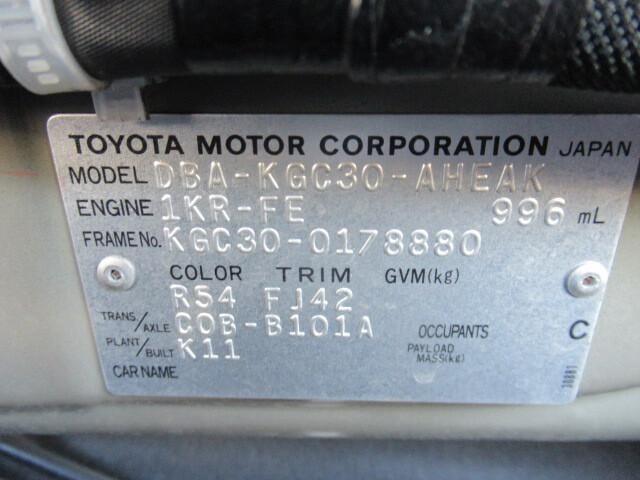 TOYOTA MOTOR CORPORATION JAPAN
MODEL DBA-KGC30-AHEAK
ENGINE 1KR-FE 996 mL
FRAME No. KGC30-0178880
COLOR TRIM GVM(kg)
R54 FJ42
TRANS/AXLE C0B-B101A OCCUPANTS C
PLANT/BUILT K11 PAYLOAD MASS(kg)
CAR NAME